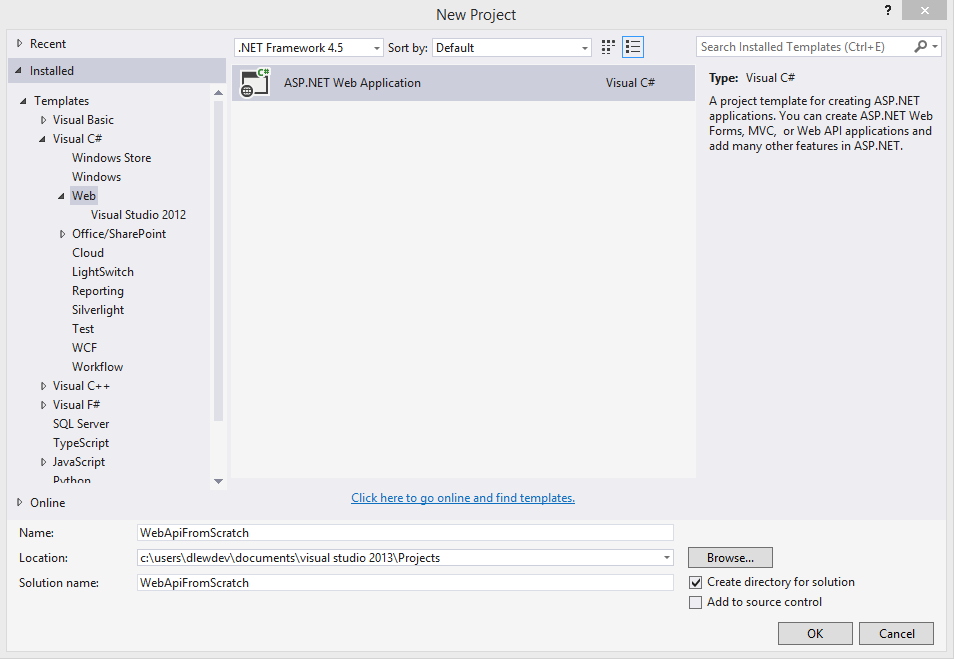 New Project
?
Recent
Installed
Templates
Visual Basic
Visual C#
Windows Store
Windows
Web
Visual Studio 2012
Office/SharePoint
Cloud
LightSwitch
Reporting
Silverlight
Test
WCF
Workflow
Visual C++
Visual F#
SQL Server
TypeScript
JavaScript
Python
Online
.NET Framework 4.5
Sort by: Default
C# ASP.NET Web Application Visual C#
Click here to go online and find templates.
Search Installed Templates (Ctrl+E)
Type: Visual C#
A project template for creating ASP.NET
applications. You can create ASP.NET Web
Forms, MVC, or Web API applications and
add many other features in ASP.NET.
Name: WebApiFromScratch
Location: c:\users\dlewdev\documents\visual studio 2013\Projects
Browse...
Solution name: WebApiFromScratch
Create directory for solution
Add to source control
OK
Cancel